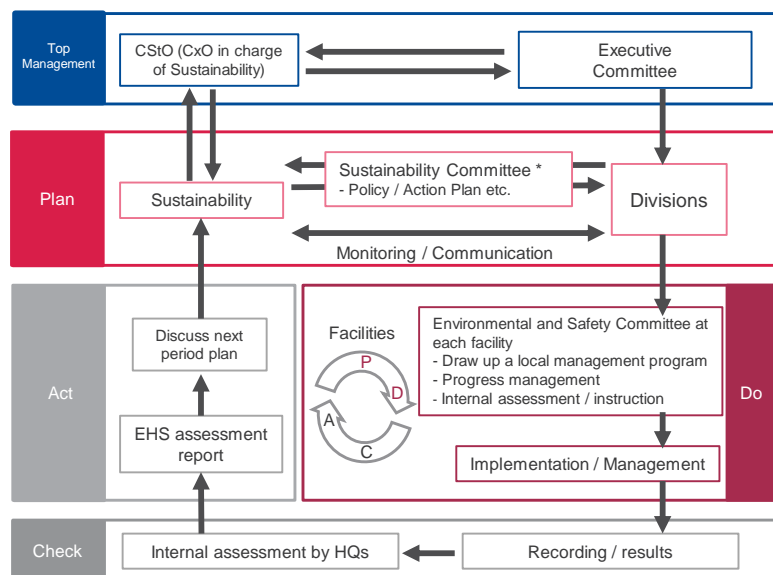 Top
Management
CStO (CxO in charge
of Sustainability)
Executive
Committee
Plan
Sustainability
Sustainability Committee *
- Policy / Action Plan etc.
Divisions
Monitoring / Communication
Act
Discuss next
period plan
EHS assessment
report
Facilities
P
D
A
C
Environmental and Safety Committee at
each facility
- Draw up a local management program
- Progress management
- Internal assessment / instruction
Implementation / Management
Do
Check
Internal assessment by HQs
Recording / results